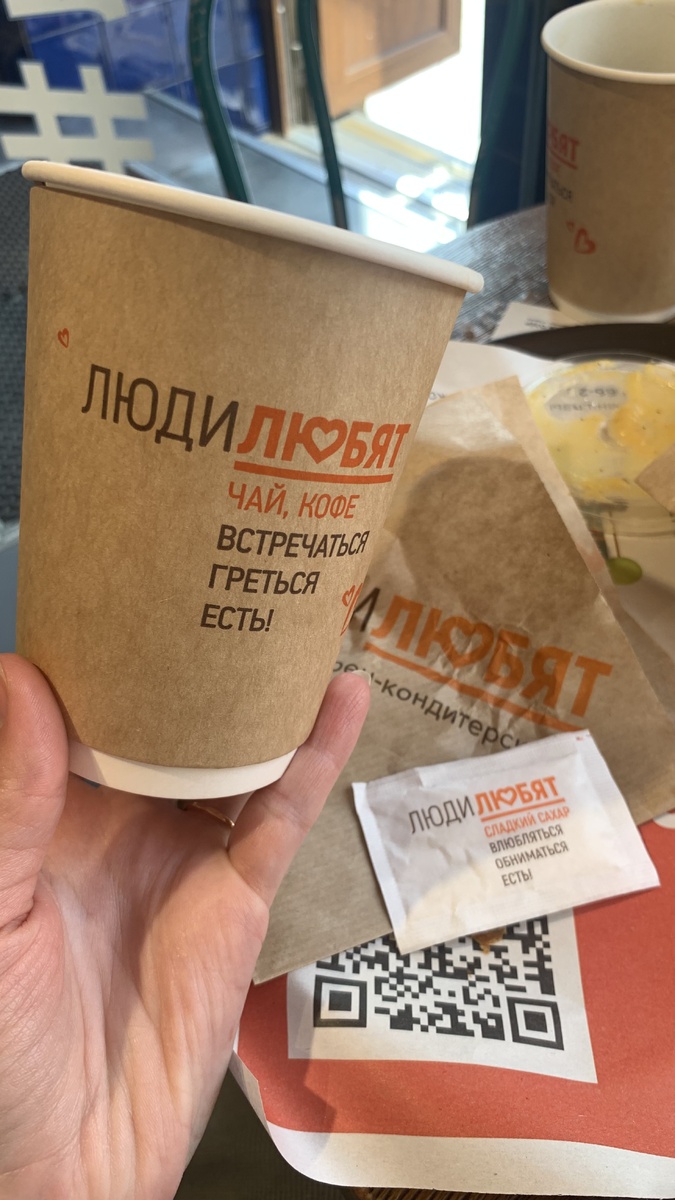 ЛЮДИЛЮБЯТ
ЧАЙ, КОФЕ
ВСТРЕЧАТЬСЯ
ГРЕТЬСЯ
ЕСТЬ!
ЛЮБЯТ
ЛЮДИЛЮБЯТ
СЛАДКИЙ САХАР
ВЛЮБЛЯТЬСЯ
ОБНИМАТЬСЯ
ЕСТЬ!